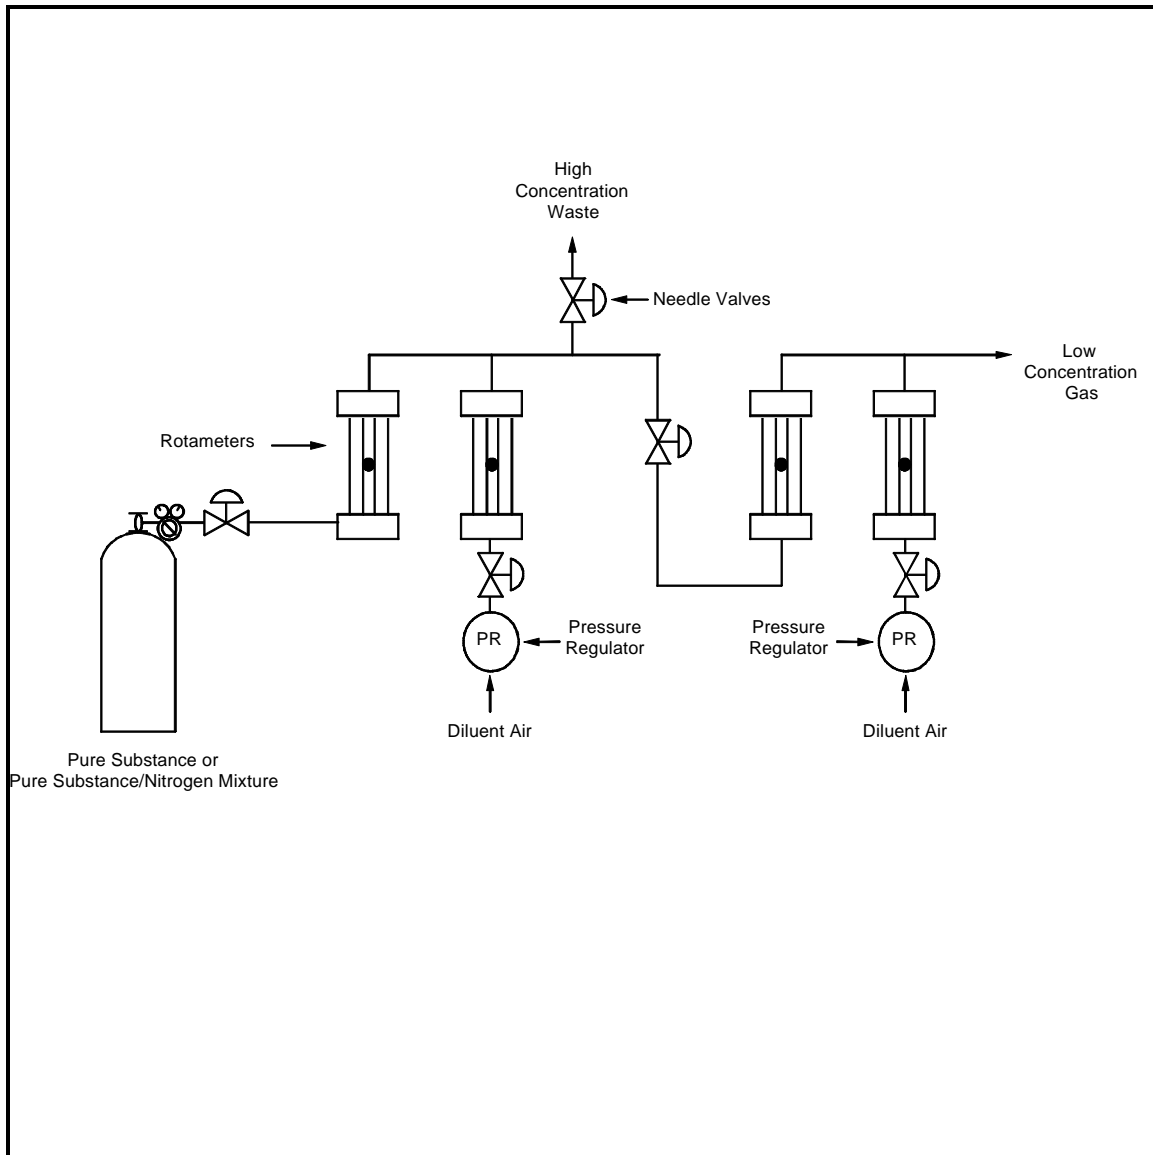 High
Concentration
Waste
Needle Valves
Low
Concentration
Gas
Rotameters
Pressure
Regulator
PR
Pressure
Regulator
PR
Diluent Air
Diluent Air
Pure Substance or
Pure Substance/Nitrogen Mixture